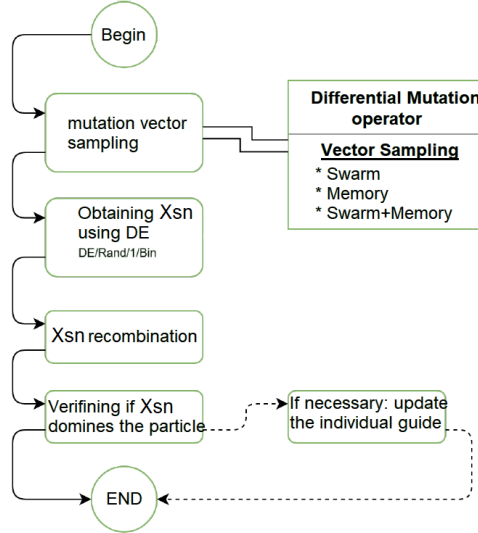 Begin
mutation vector
sampling
Differential Mutation
operator
Vector Sampling
* Swarm
* Memory
* Swarm+Memory
Obtaining Xsn
using DE
DE/Rand/1/Bin
Xsn recombination
Verifining if Xsn
domines the particle
If necessary: update
the individual guide
END